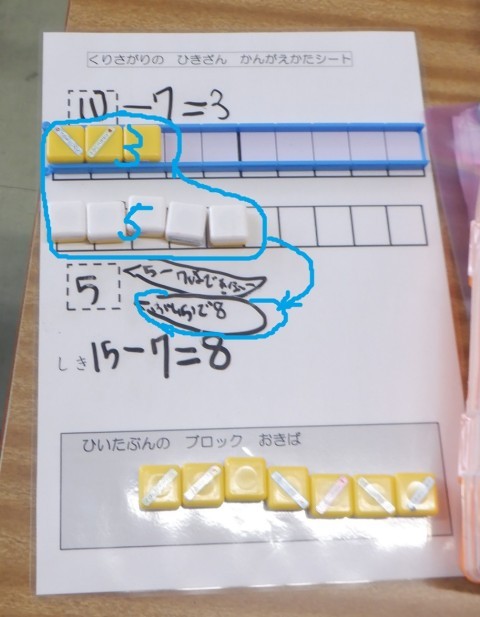 くりさがりの ひきざん かんがえかたシート
10-7=3
3
5
5
しき 15-7=8
ひいたぶんの ブロック おきば